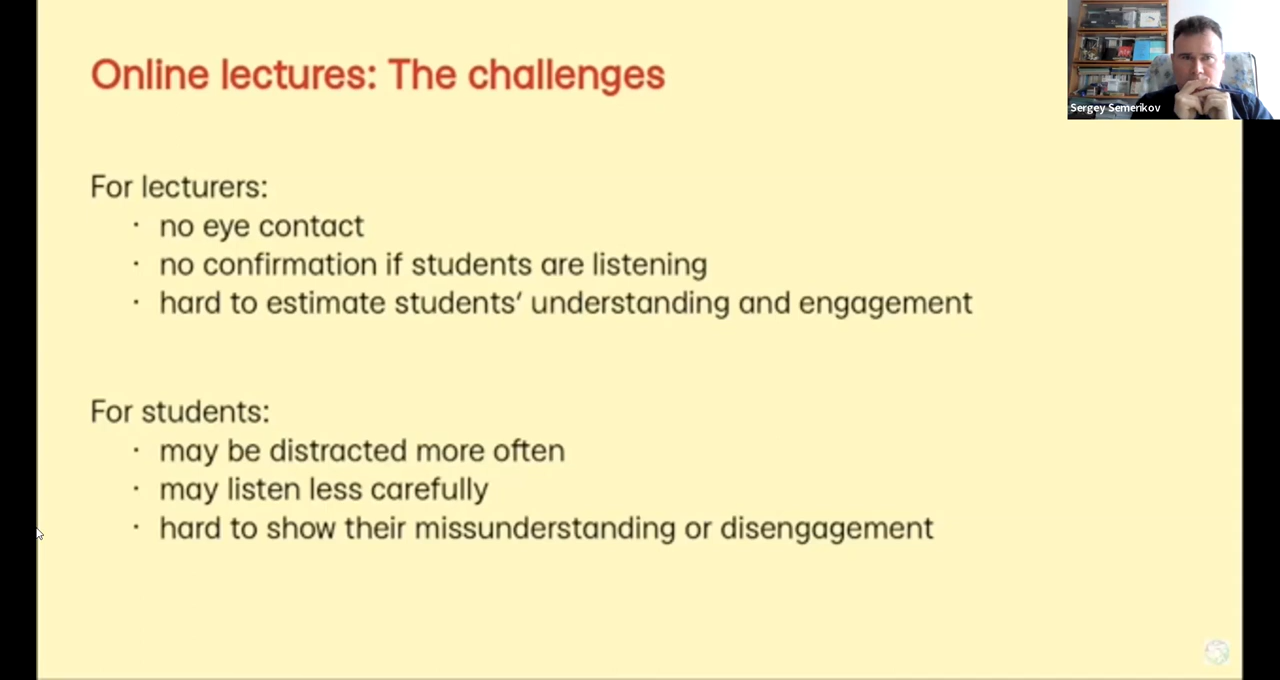 Online lectures: The challenges
Sergey Semerikov
For lecturers:
· no eye contact
· no confirmation if students are listening
· hard to estimate students’ understanding and engagement
For students:
· may be distracted more often
· may listen less carefully
· hard to show their missunderstanding or disengagement